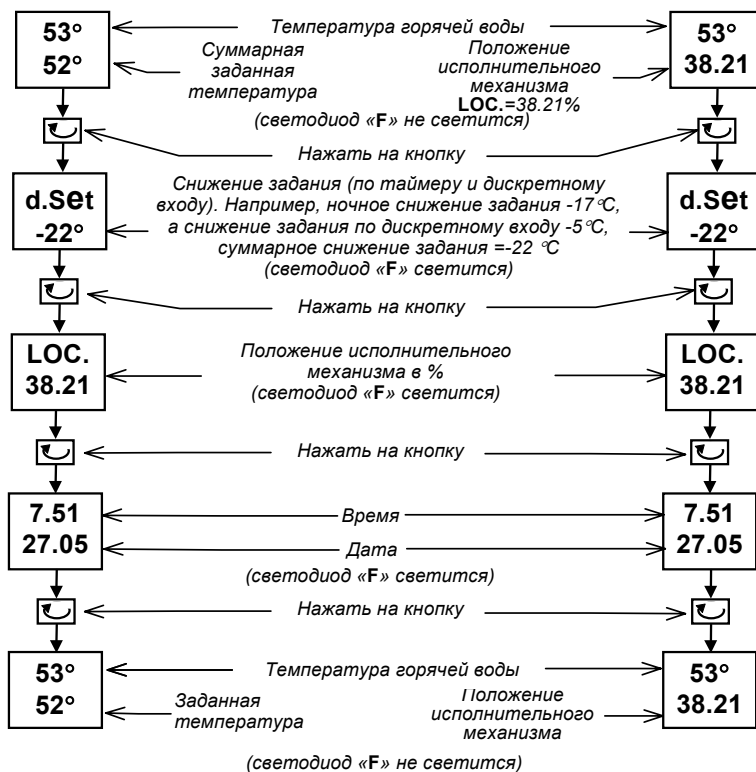 53°
52°
Температура горячей воды
Суммарная
заданная
температура
Положение
исполнительного
механизма
LOC.=38.21%
53°
38.21
(светодиод «F» не светится)
Нажать на кнопку
d.Set
-22°
Снижение задания (по таймеру и дискретному
входу). Например, ночное снижение задания -17°С,
а снижение задания по дискретному входу -5°С,
суммарное снижение задания =-22 °С
(светодиод «F» светится)
d.Set
-22°
Нажать на кнопку
LOC.
38.21
Положение исполнительного
механизма в %
(светодиод «F» светится)
LOC.
38.21
Нажать на кнопку
7.51
27.05
Время
Дата
(светодиод «F» светится)
7.51
27.05
Нажать на кнопку
53°
52°
Температура горячей воды
Заданная
температура
Положение
исполнительного
механизма
53°
38.21
(светодиод «F» не светится)